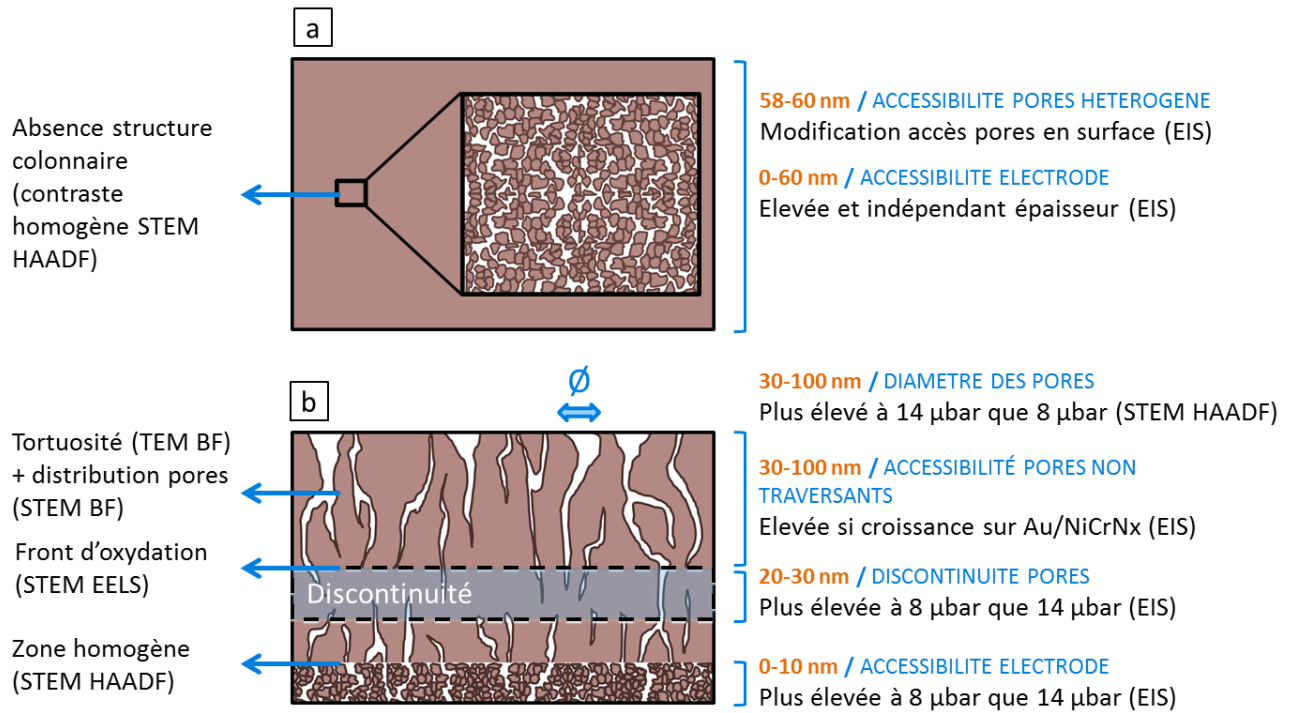 a
Absence structure
colonnaire
(contraste
homogène STEM
HAADF)
58-60 nm / ACCESSIBILITE PORES HETEROGENE
Modification accès pores en surface (EIS)
0-60 nm / ACCESSIBILITE ELECTRODE
Elevée et indépendant épaisseur (EIS)
b
Ø
Tortuosité (TEM BF)
+ distribution pores
(STEM BF)
Front d'oxydation
(STEM EELS)
Zone homogène
(STEM HAADF)
Discontinuité
30-100 nm / DIAMETRE DES PORES
Plus élevé à 14 µbar que 8 µbar (STEM HAADF)
30-100 nm / ACCESSIBILITÉ PORES NON
TRAVERSANTS
Elevée si croissance sur Au/NiCrNx (EIS)
20-30 nm / DISCONTINUITE PORES
Plus élevée à 8 µbar que 14 µbar (EIS)
0-10 nm / ACCESSIBILITE ELECTRODE
Plus élevée à 8 µbar que 14 µbar (EIS)